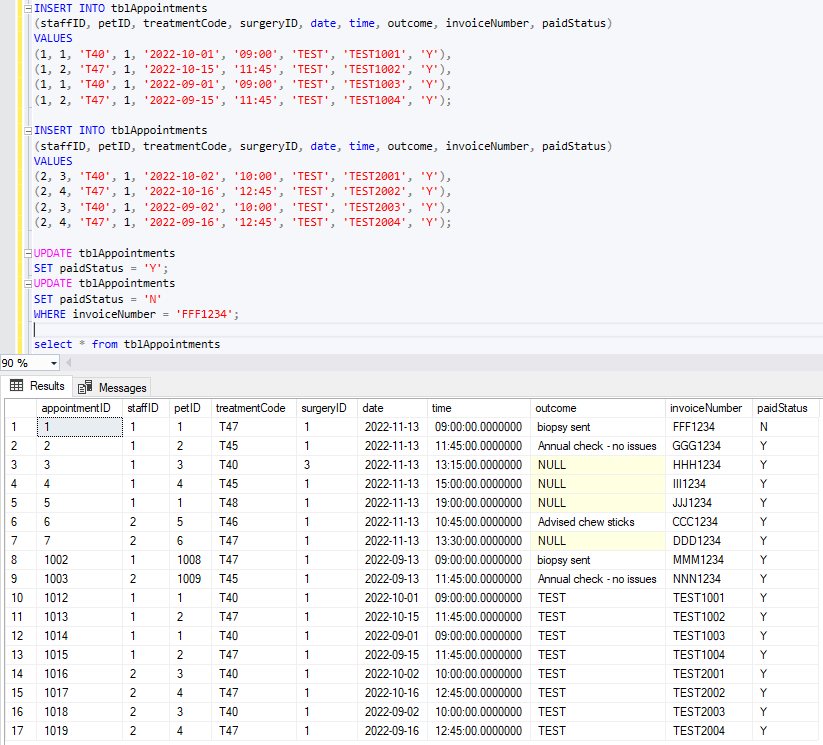 INSERT INTO tblAppointments
(staffID, petID, treatmentCode, surgeryID, date, time, outcome, invoiceNumber, paidStatus)
VALUES
(1, 1, 'T40', 1, '2022-10-01', '09:00', 'TEST', 'TEST1001', 'Y'),
(1, 2, 'T47', 1, '2022-10-15', '11:45', 'TEST', 'TEST1002', 'Y'),
(1, 1, 'T40', 1, '2022-09-01', '09:00', 'TEST', 'TEST1003', 'Y'),
(1, 2, 'T47', 1, '2022-09-15', '11:45', 'TEST', 'TEST1004', 'Y');
INSERT INTO tblAppointments
(staffID, petID, treatmentCode, surgeryID, date, time, outcome, invoiceNumber, paidStatus)
VALUES
(2, 3, 'T40', 1, '2022-10-02', '10:00', 'TEST', 'TEST2001', 'Y'),
(2, 4, 'T47', 1, '2022-10-16', '12:45', 'TEST', 'TEST2002', 'Y'),
(2, 3, 'T40', 1, '2022-09-02', '10:00', 'TEST', 'TEST2003', 'Y'),
(2, 4, 'T47', 1, '2022-09-16', '12:45', 'TEST', 'TEST2004', 'Y');
UPDATE tblAppointments
SET paidStatus = 'Y';
UPDATE tblAppointments
SET paidStatus = 'N'
WHERE invoiceNumber = 'FFF1234';
select * from tblAppointments
90 %
Results Messages
appointmentID staffID petID treatmentCode surgeryID date time outcome invoiceNumber paidStatus
1 1 1 1 T47 1 2022-11-13 09:00:00.0000000 biopsy sent FFF1234 N
2 2 1 2 T45 1 2022-11-13 11:45:00.0000000 Annual check - no issues GGG1234 Y
3 3 1 3 T40 3 2022-11-13 13:15:00.0000000 NULL HHH1234 Y
4 4 1 4 T45 1 2022-11-13 15:00:00.0000000 NULL III1234 Y
5 5 1 1 T48 1 2022-11-13 19:00:00.0000000 NULL JJJ1234 Y
6 6 2 5 T46 1 2022-11-13 10:45:00.0000000 Advised chew sticks CCC1234 Y
7 7 2 6 T47 1 2022-11-13 13:30:00.0000000 NULL DDD1234 Y
8 1002 1 1008 T47 1 2022-09-13 09:00:00.0000000 biopsy sent MMM1234 Y
9 1003 2 1009 T45 1 2022-09-13 11:45:00.0000000 Annual check - no issues NNN1234 Y
10 1012 1 1 T40 1 2022-10-01 09:00:00.0000000 TEST TEST1001 Y
11 1013 1 2 T47 1 2022-10-15 11:45:00.0000000 TEST TEST1002 Y
12 1014 1 1 T40 1 2022-09-01 09:00:00.0000000 TEST TEST1003 Y
13 1015 1 2 T47 1 2022-09-15 11:45:00.0000000 TEST TEST1004 Y
14 1016 2 3 T40 1 2022-10-02 10:00:00.0000000 TEST TEST2001 Y
15 1017 2 4 T47 1 2022-10-16 12:45:00.0000000 TEST TEST2002 Y
16 1018 2 3 T40 1 2022-09-02 10:00:00.0000000 TEST TEST2003 Y
17 1019 2 4 T47 1 2022-09-16 12:45:00.0000000 TEST TEST2004 Y